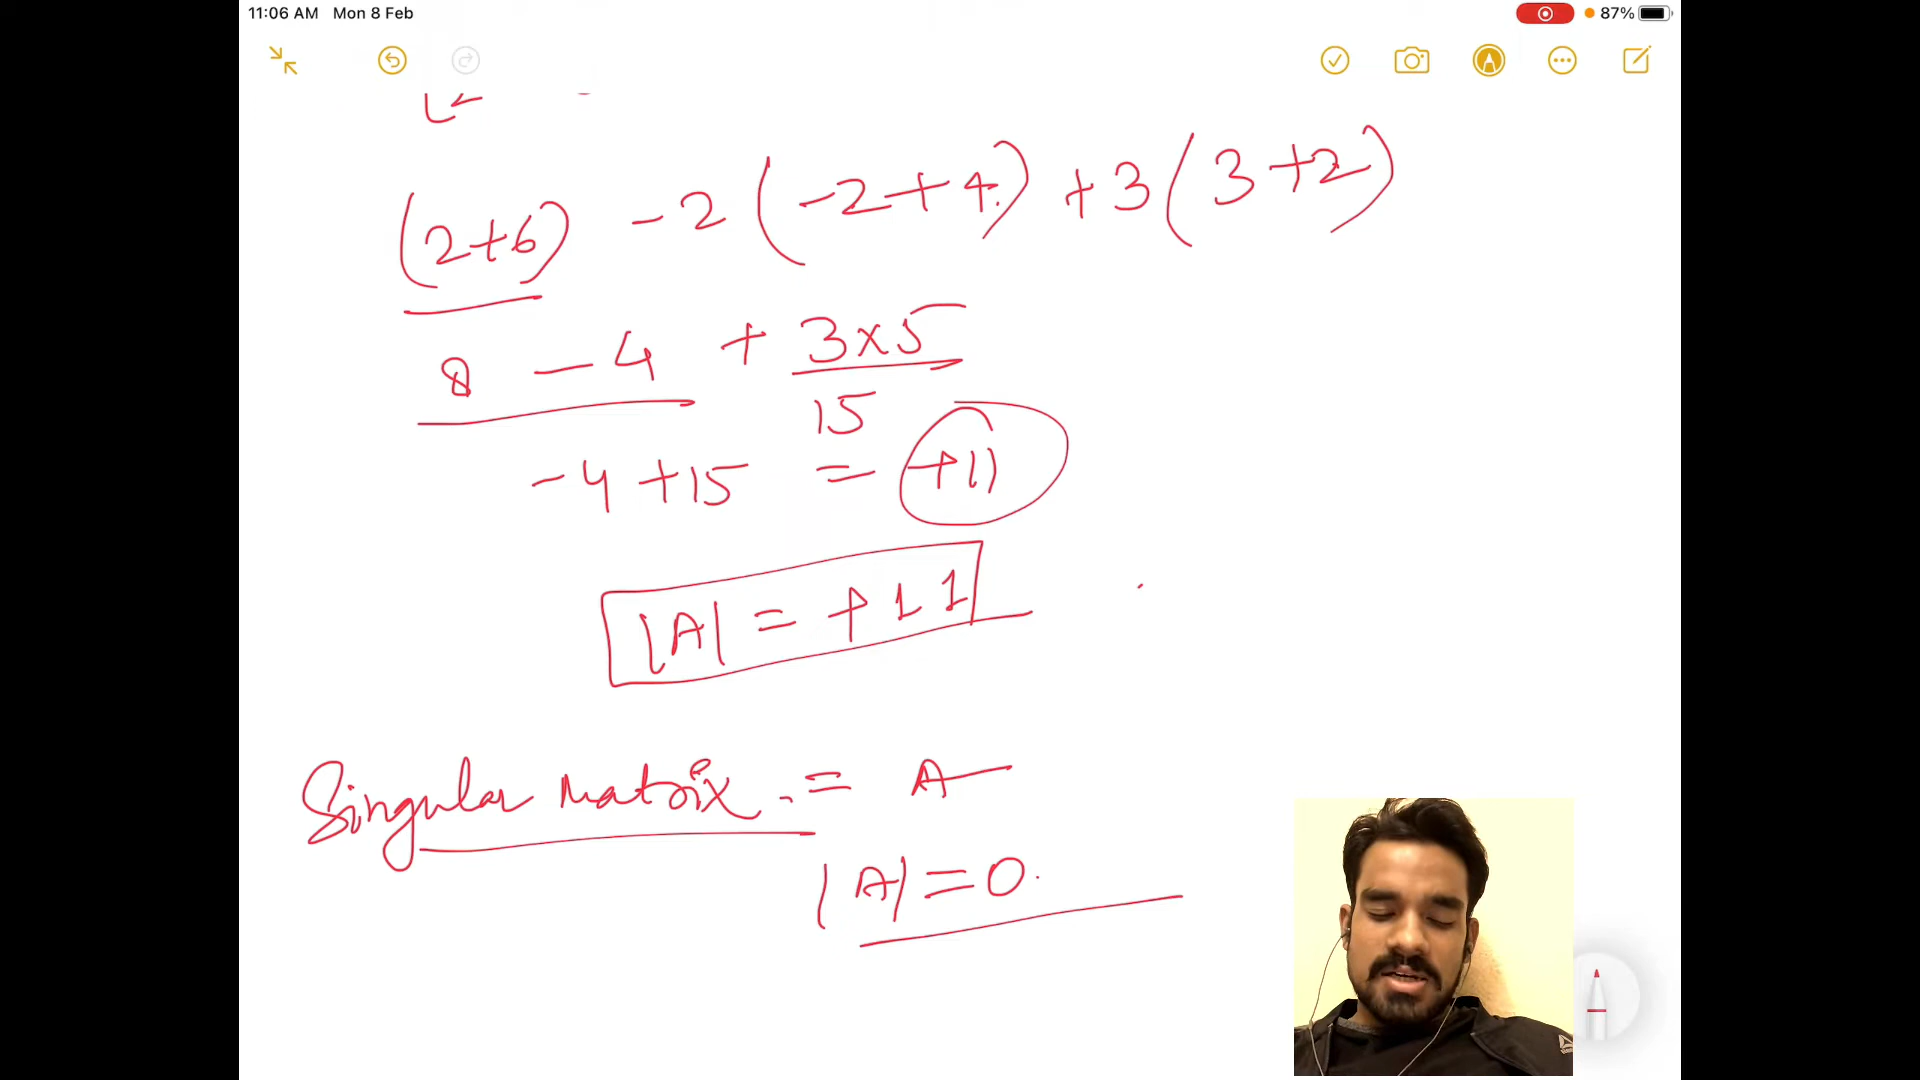 11:06 AM Mon 8 Feb
87%
(2+6) -2 (-2+4) +3 (3+2)
8 - 4 + 3x5
15
-4 +15 = +11
|A| = +11
Singular matrix . = A
|A| = 0.